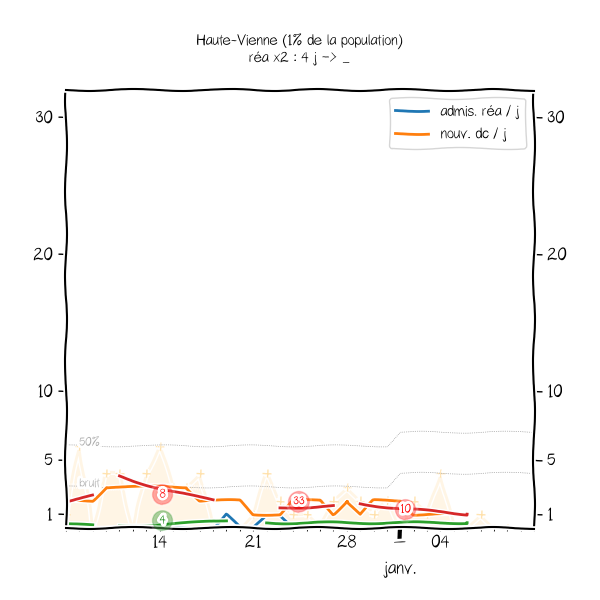 Haute-Vienne (1% de la population)
réa x2 : 4 j -> _
admis. réa / j
nouv. dc / j
30 30
20 20
10 10
50%
5 5
bruit
8
33
10
4
1 1
14 21 28 — 04
janv.